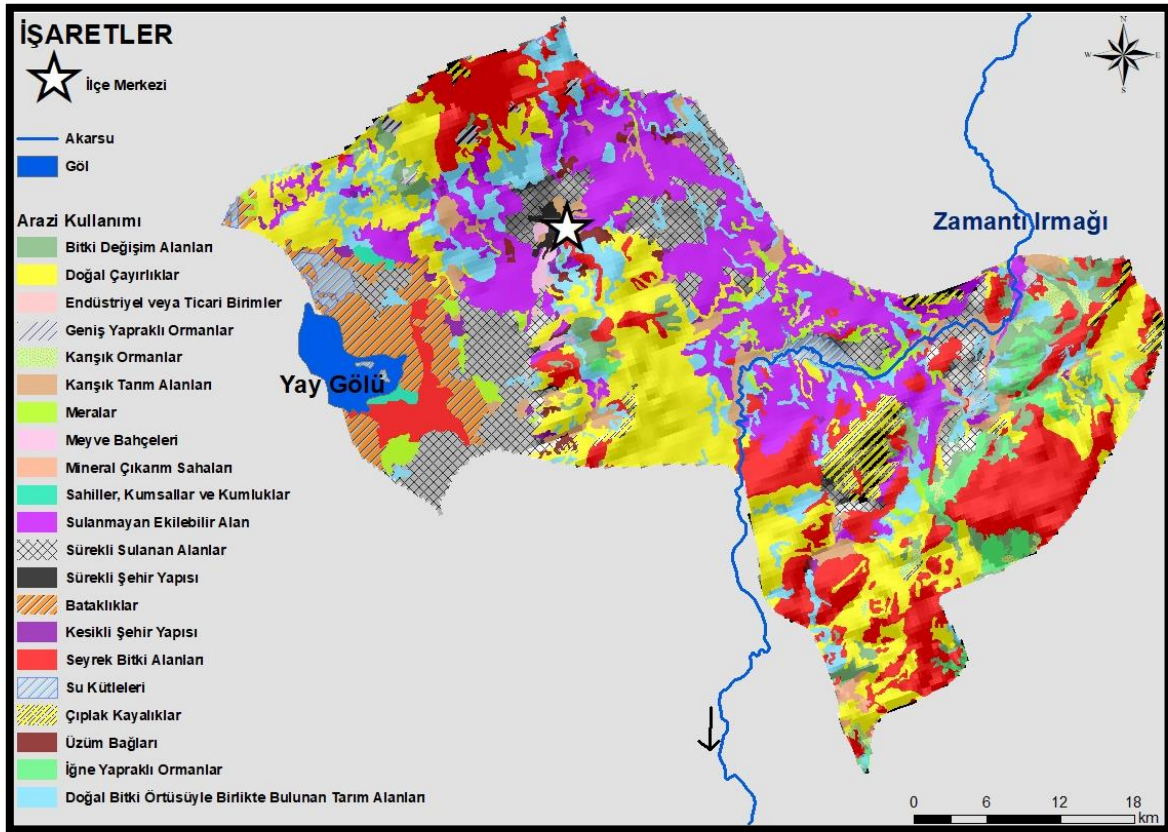 İŞARETLER
İlçe Merkezi
Akarsu
Göl
Arazi Kullanımı
Bitki Değişim Alanları
Doğal Çayırlıklar
Endüstriyel veya Ticari Birimler
Geniş Yapraklı Ormanlar
Karışık Ormanlar
Karışık Tarım Alanları
Meralar
Meyve Bahçeleri
Mineral Çıkarım Sahaları
Sahiller, Kumsallar ve Kumluklar
Sulanmayan Ekilebilir Alan
Sürekli Sulanan Alanlar
Sürekli Şehir Yapısı
Bataklıklar
Kesikli Şehir Yapısı
Seyrek Bitki Alanları
Su Kütleleri
Çıplak Kayalıklar
Üzüm Bağları
İğne Yapraklı Ormanlar
Doğal Bitki Örtüsüyle Birlikte Bulunan Tarım Alanları
Yay Gölü
Zamantı Irmağı
N
W E
S
0 6 12 18
km